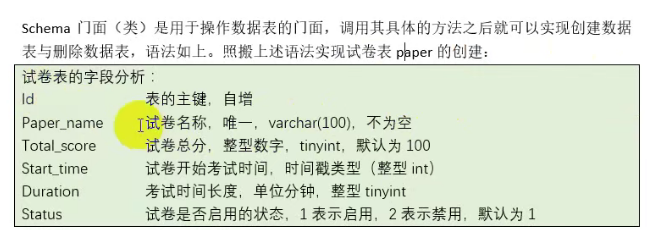 Schema 门面（类）是用于操作数据表的门面，调用其具体的方法之后就可以实现创建数据
表与删除数据表，语法如上。照搬上述语法实现试卷表 paper 的创建：
试卷表的字段分析：
Id 表的主键，自增
Paper_name 试卷名称，唯一，varchar(100)，不为空
Total_score 试卷总分，整型数字，tinyint，默认为 100
Start_time 试卷开始考试时间，时间戳类型（整型 int）
Duration 考试时间长度，单位分钟，整型 tinyint
Status 试卷是否启用的状态，1 表示启用，2 表示禁用，默认为 1